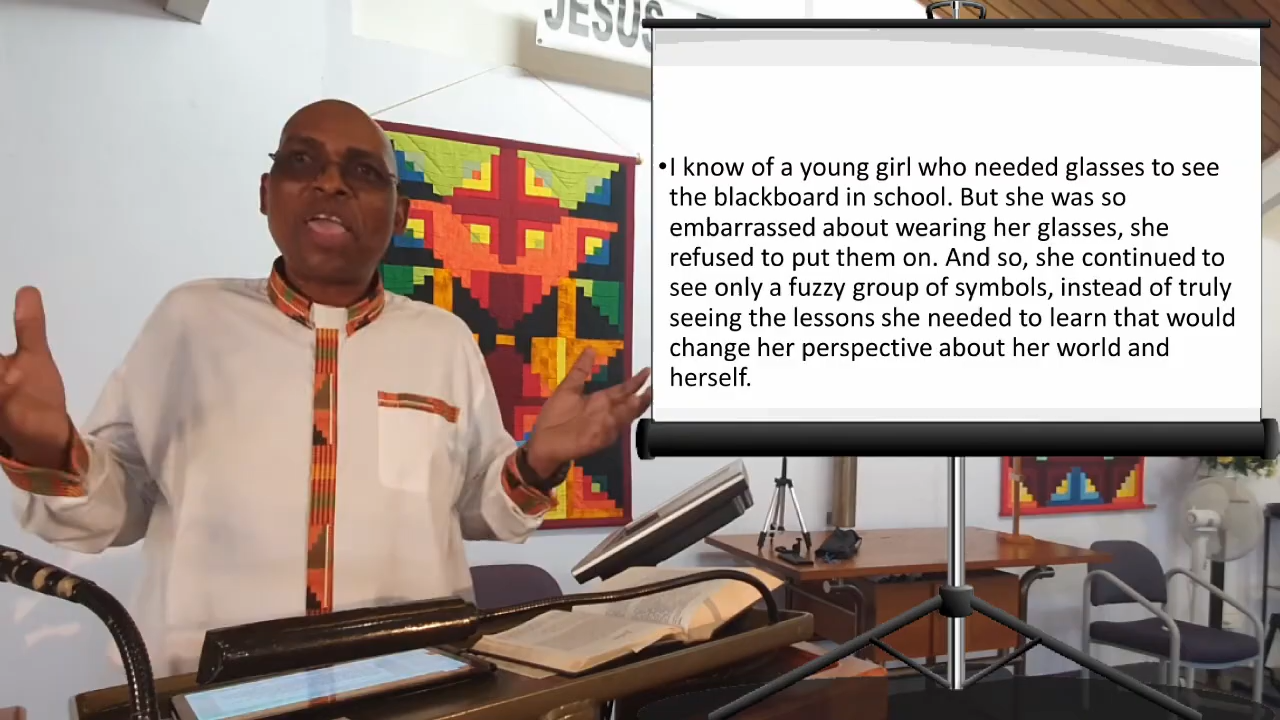 JESUS
•I know of a young girl who needed glasses to see
the blackboard in school. But she was so
embarrassed about wearing her glasses, she
refused to put them on. And so, she continued to
see only a fuzzy group of symbols, instead of truly
seeing the lessons she needed to learn that would
change her perspective about her world and
herself.